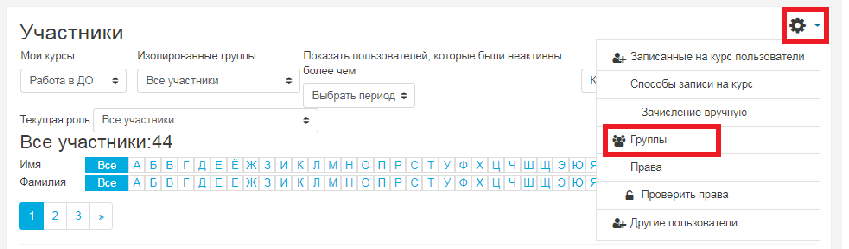 Участники
Мои курсы
Изолированные группы
Показать пользователей, которые были неактивны более чем
Работа в ДО
Все участники
Выбрать период
К
Текущая роль
Все участники
Все участники:44
Имя
Все А Б В Г Д Е Ё Ж З И К Л М Н О П Р С Т У Ф Х Ц Ч Ш Щ Э Ю Я
Фамилия
Все А Б В Г Д Е Ё Ж З И К Л М Н О П Р С Т У Ф Х Ц Ч Ш Щ Э Ю Я
1 2 3 »
Записанные на курс пользователи
Способы записи на курс
Зачисление вручную
Группы
Права
Проверить права
Другие пользователи